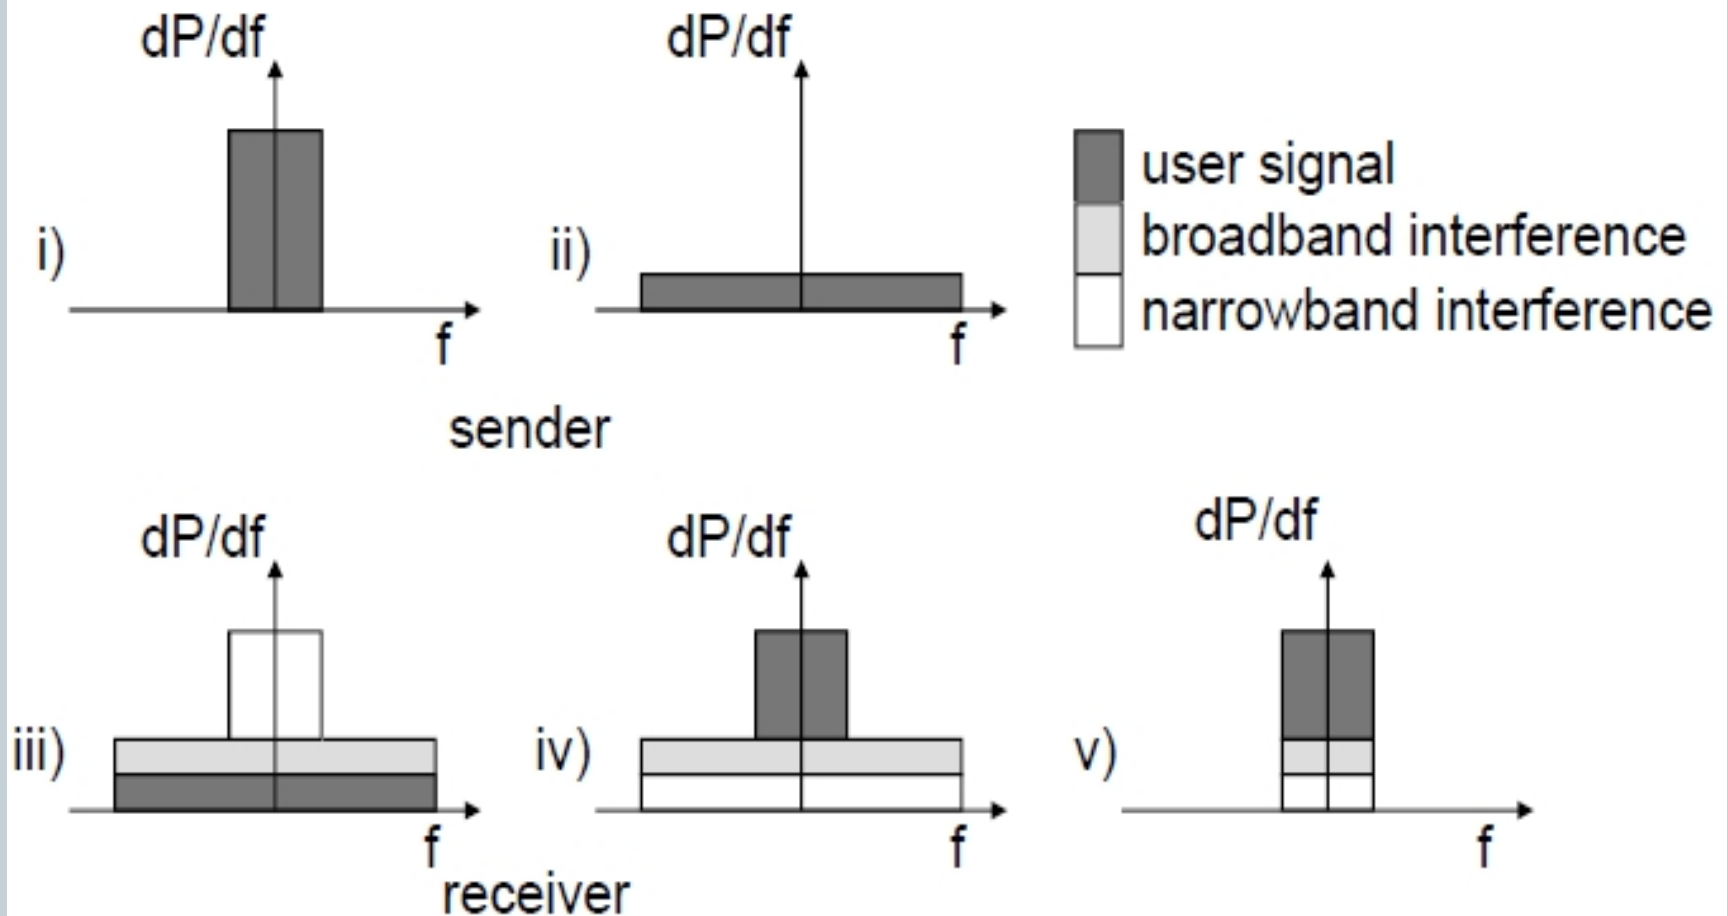 dP/df
dP/df
user signal
broadband interference
narrowband interference
i)
ii)
f
f
sender
dP/df
dP/df
dP/df
iii)
iv)
v)
f
f
f
receiver